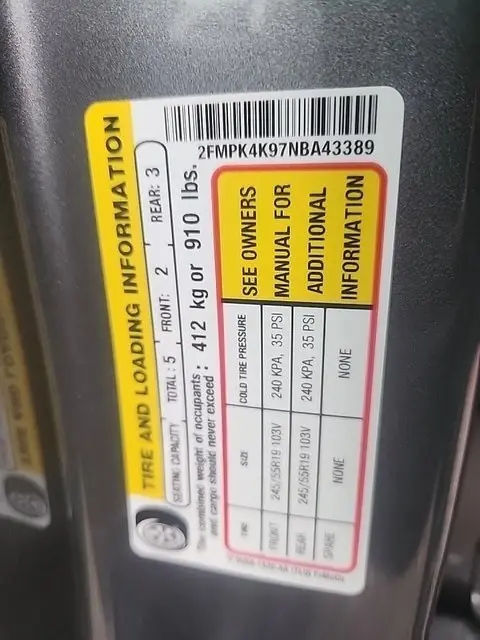 TIRE AND LOADING INFORMATION
SEATING CAPACITY TOTAL : 5 FRONT: 2 REAR: 3
The combined weight of occupants and cargo should never exceed : 412 kg or 910 lbs.
2FMPK4K97NBA43389
TIRE SIZE COLD TIRE PRESSURE
FRONT 245/55R19 103V 240 KPA, 35 PSI
REAR 245/55R19 103V 240 KPA, 35 PSI
SPARE NONE NONE
SEE OWNERS
MANUAL FOR
ADDITIONAL
INFORMATION